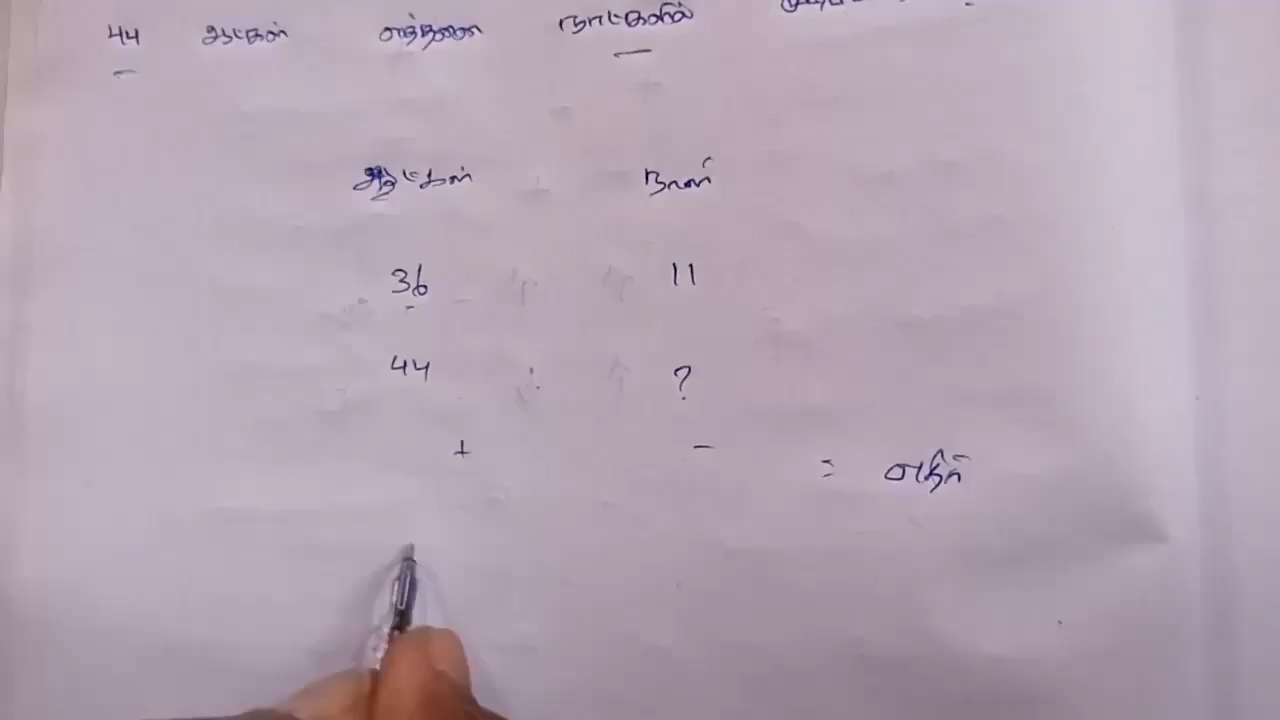 44 ஆட்கள் எத்தனை நாட்களில்
ஆட்கள் நாள்
36 11
44 ?
+ - = எதிர்